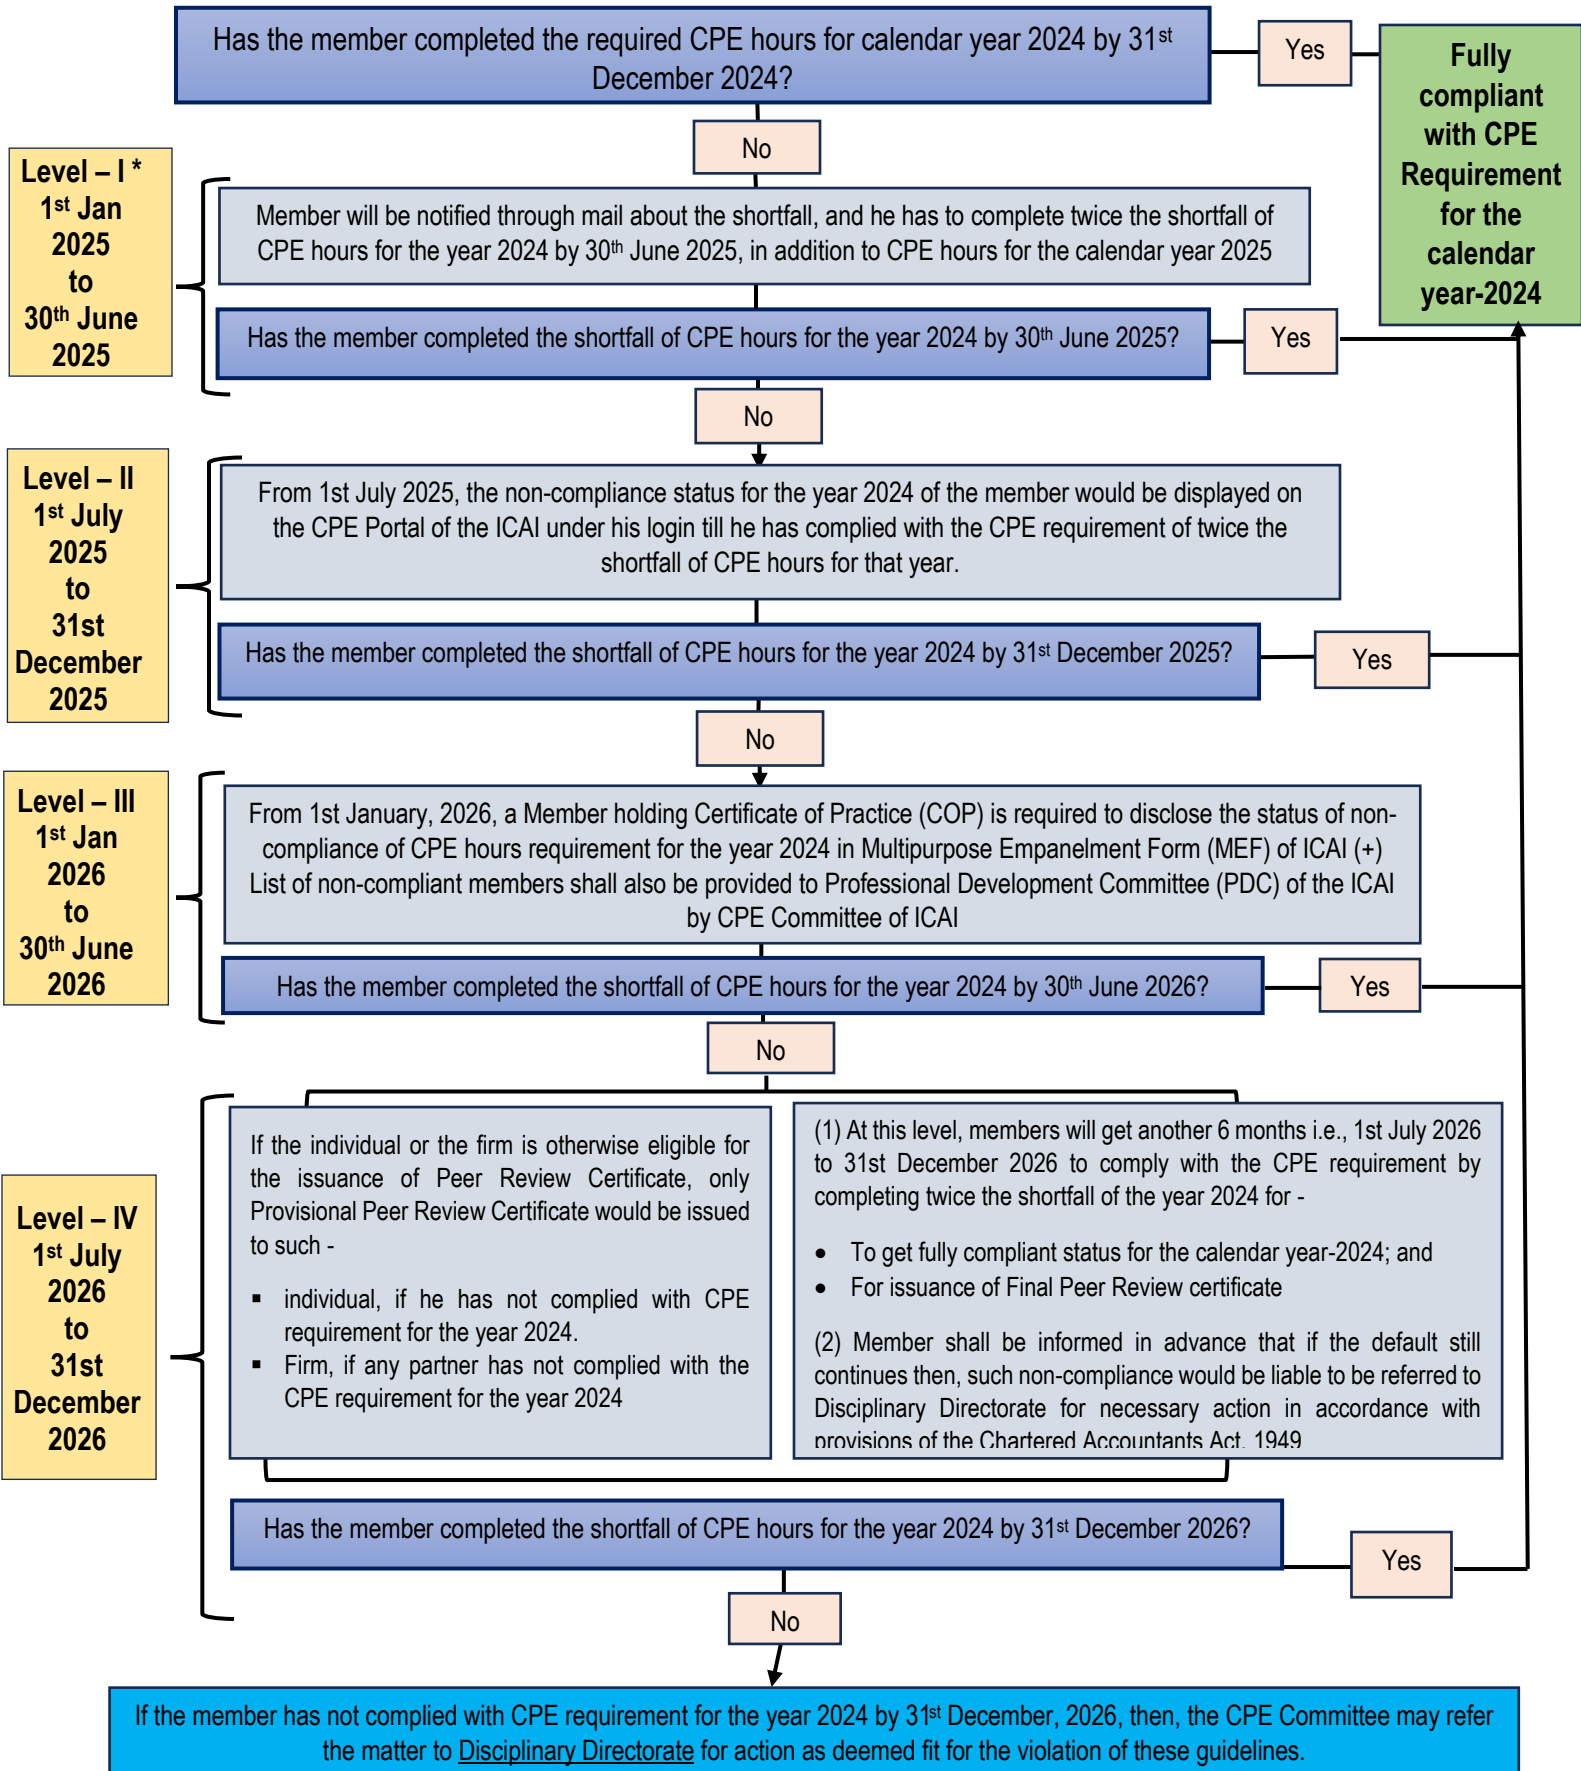 Has the member completed the required CPE hours for calendar year 2024 by 31st
December 2024?
Yes
Fully
compliant
with CPE
Requirement
for the
calendar
year-2024
No
Level – I *
1st Jan
2025
to
30th June
2025
Member will be notified through mail about the shortfall, and he has to complete twice the shortfall of
CPE hours for the year 2024 by 30th June 2025, in addition to CPE hours for the calendar year 2025
Has the member completed the shortfall of CPE hours for the year 2024 by 30th June 2025?
Yes
No
Level – II
1st July
2025
to
31st
December
2025
From 1st July 2025, the non-compliance status for the year 2024 of the member would be displayed on
the CPE Portal of the ICAI under his login till he has complied with the CPE requirement of twice the
shortfall of CPE hours for that year.
Has the member completed the shortfall of CPE hours for the year 2024 by 31st December 2025?
Yes
No
Level – III
1st Jan
2026
to
30th June
2026
From 1st January, 2026, a Member holding Certificate of Practice (COP) is required to disclose the status of non-
compliance of CPE hours requirement for the year 2024 in Multipurpose Empanelment Form (MEF) of ICAI (+)
List of non-compliant members shall also be provided to Professional Development Committee (PDC) of the ICAI
by CPE Committee of ICAI
Has the member completed the shortfall of CPE hours for the year 2024 by 30th June 2026?
Yes
No
Level – IV
1st July
2026
to
31st
December
2026
If the individual or the firm is otherwise eligible for
the issuance of Peer Review Certificate, only
Provisional Peer Review Certificate would be issued
to such -
▪ individual, if he has not complied with CPE
requirement for the year 2024.
▪ Firm, if any partner has not complied with the
CPE requirement for the year 2024
(1) At this level, members will get another 6 months i.e., 1st July 2026
to 31st December 2026 to comply with the CPE requirement by
completing twice the shortfall of the year 2024 for -
• To get fully compliant status for the calendar year-2024; and
• For issuance of Final Peer Review certificate
(2) Member shall be informed in advance that if the default still
continues then, such non-compliance would be liable to be referred to
Disciplinary Directorate for necessary action in accordance with
provisions of the Chartered Accountants Act, 1949
Has the member completed the shortfall of CPE hours for the year 2024 by 31st December 2026?
Yes
No
If the member has not complied with CPE requirement for the year 2024 by 31st December, 2026, then, the CPE Committee may refer
the matter to Disciplinary Directorate for action as deemed fit for the violation of these guidelines.